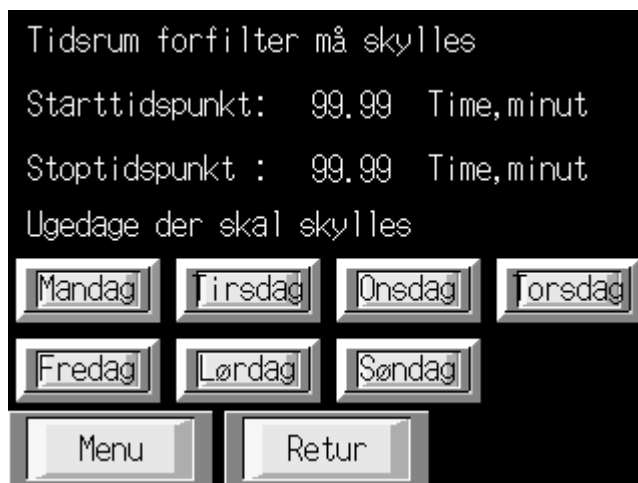 Tidsrum forfilter må skylles
Starttidspunkt: 99.99 Time,minut
Stoptidspunkt : 99.99 Time,minut
Ugedage der skal skylles
Mandag Tirsdag Onsdag Torsdag
Fredag Lørdag Søndag
Menu Retur